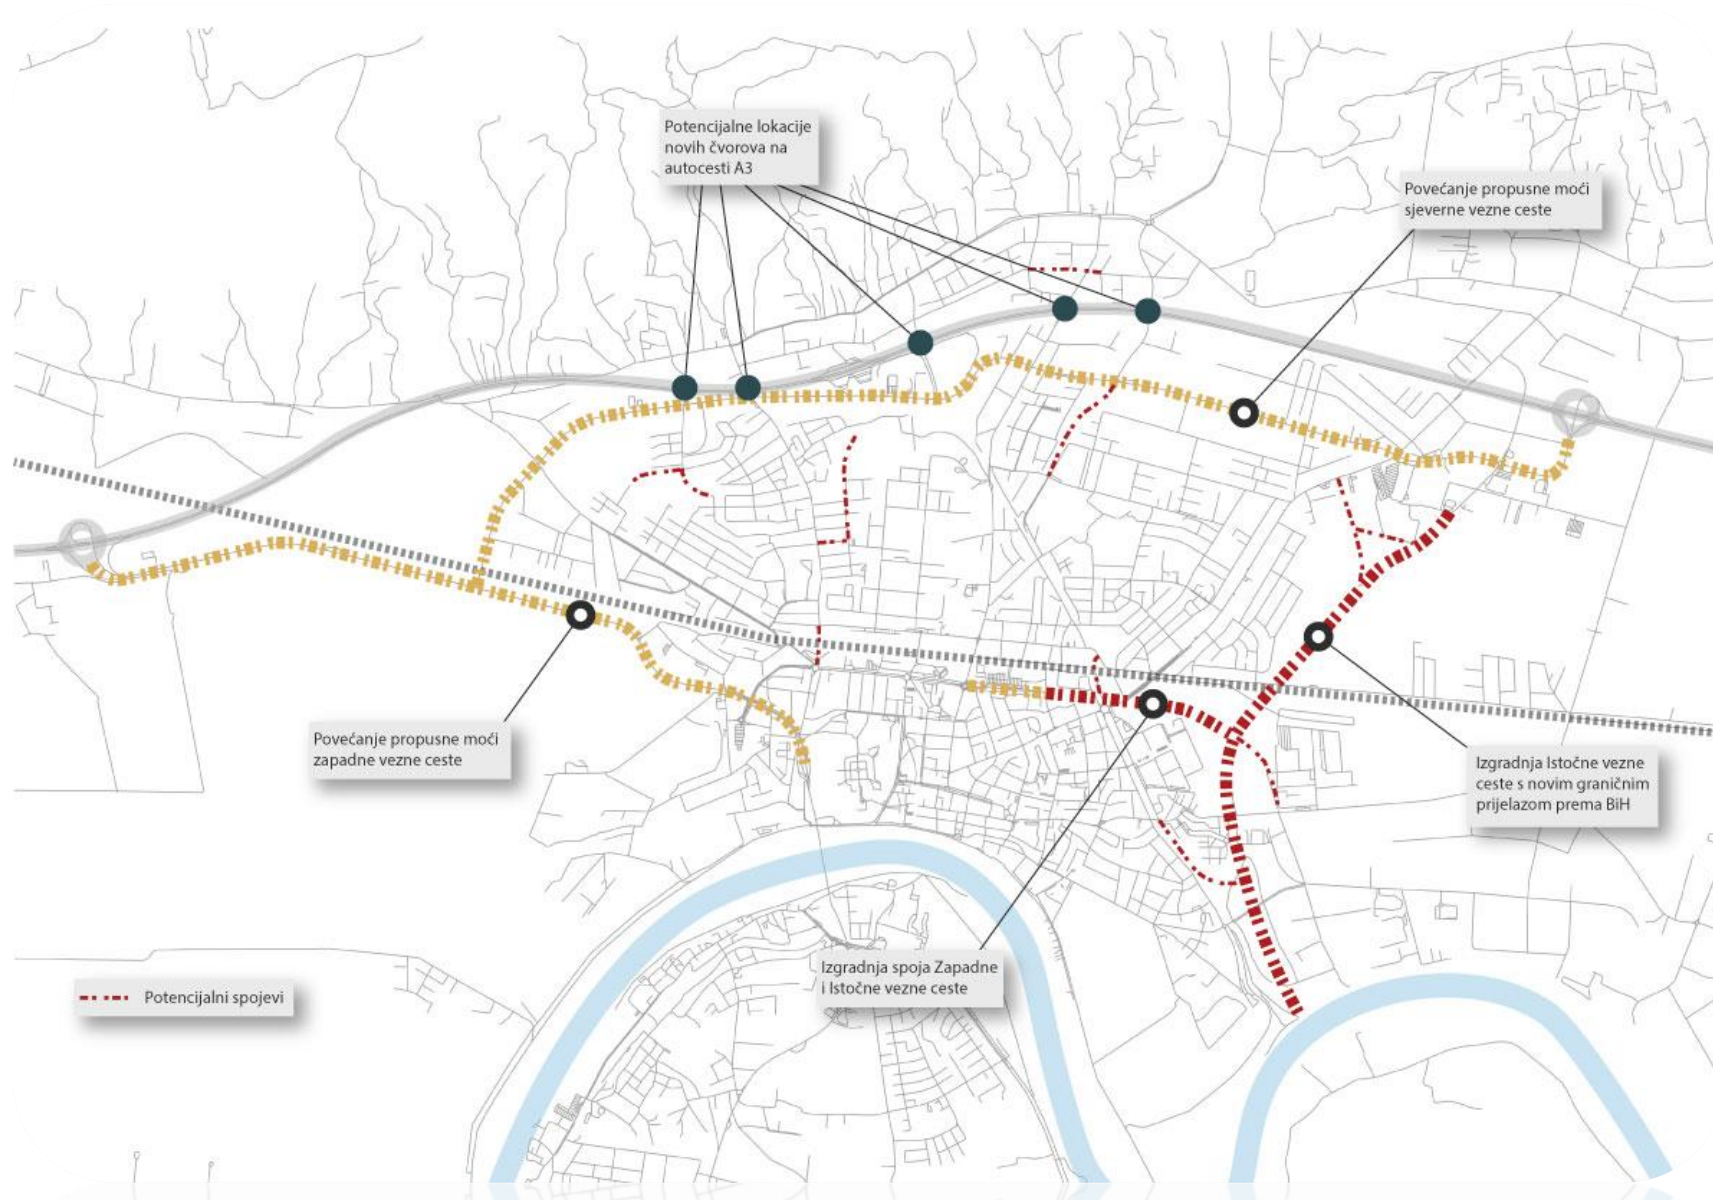 Potencijalne lokacije
novih čvorova na
autocesti A3
Povećanje propusne moći
sjeverne vezne ceste
Povećanje propusne moći
zapadne vezne ceste
Izgradnja Istočne vezne
ceste s novim graničnim
prijelazom prema BiH
Izgradnja spoja Zapadne
i Istočne vezne ceste
Potencijalni spojevi